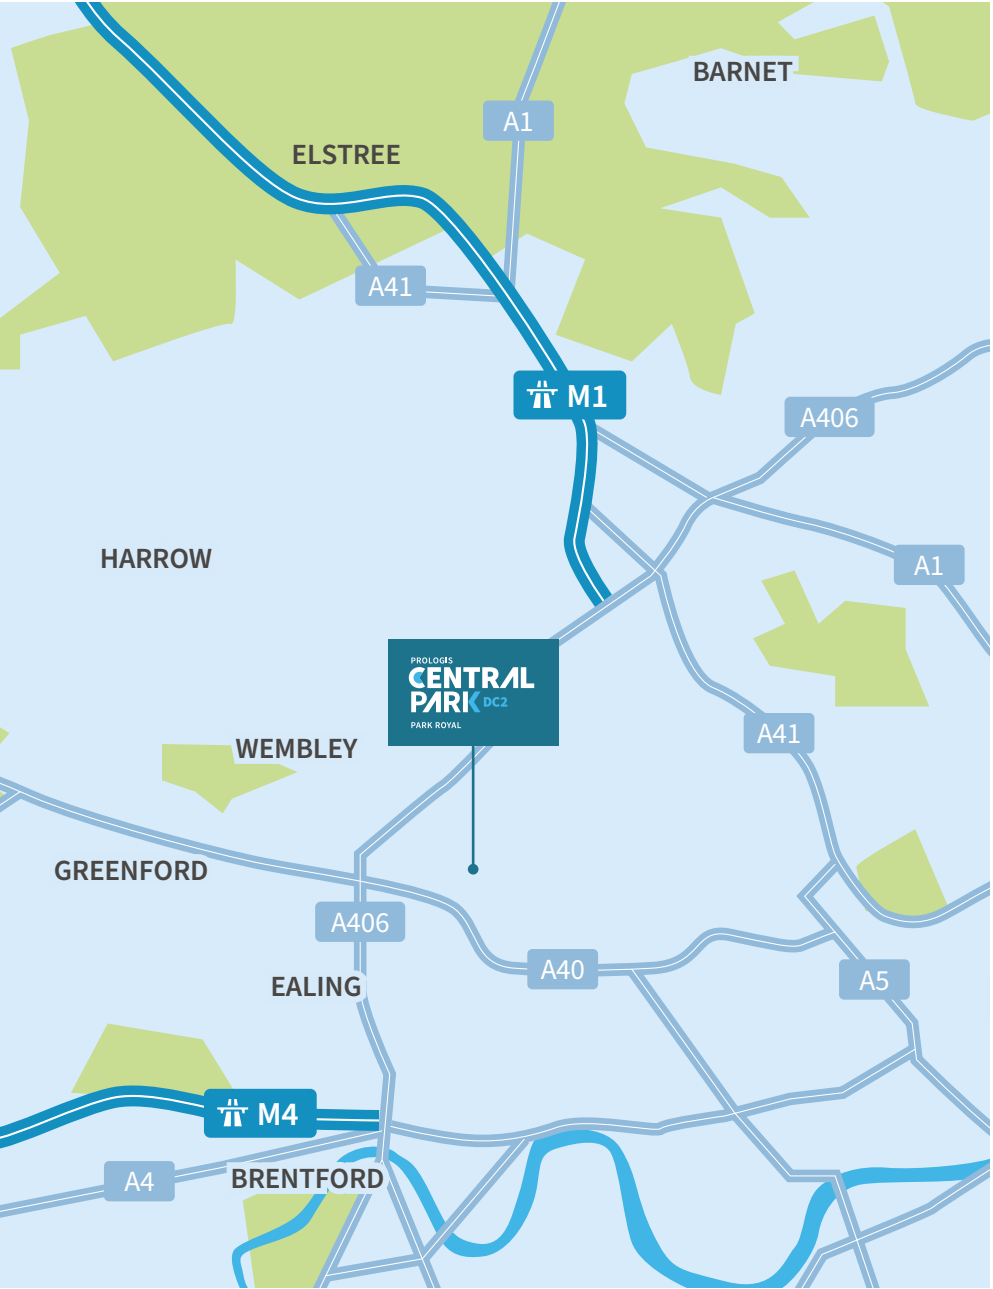 BARNET
A1
ELSTREE
A41
M1
A406
HARROW
A1
PROLOGIS
CENTRAL
PARK DC2
PARK ROYAL
A41
WEMBLEY
GREENFORD
A406
A40
A5
EALING
M4
A4
BRENTFORD